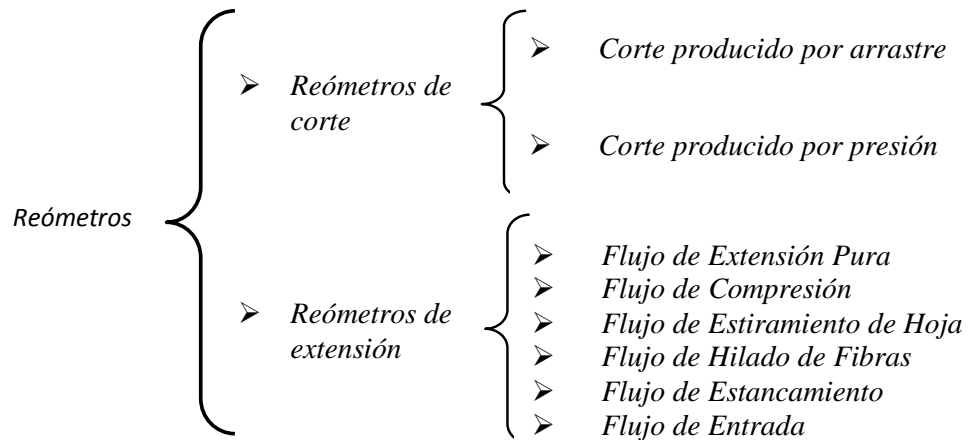 Reómetros
➢ Reómetros de
corte
➢ Corte producido por arrastre
➢ Corte producido por presión
➢ Reómetros de
extensión
➢ Flujo de Extensión Pura
➢ Flujo de Compresión
➢ Flujo de Estiramiento de Hoja
➢ Flujo de Hilado de Fibras
➢ Flujo de Estancamiento
➢ Flujo de Entrada